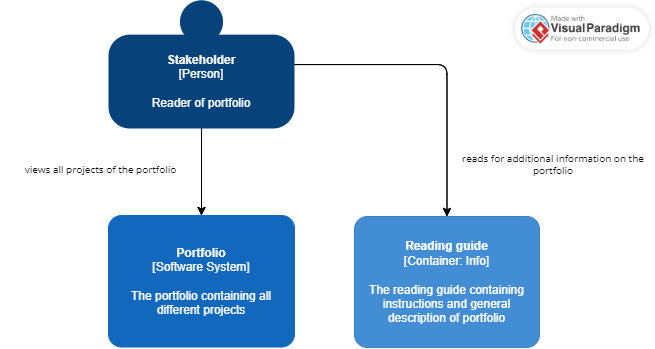 Made with
VisualParadigm
For non-commercial use
Stakeholder
[Person]
Reader of portfolio
views all projects of the portfolio
reads for additional information on the
portfolio
Portfolio
[Software System]
The portfolio containing all
different projects
Reading guide
[Container: Info]
The reading guide containing
instructions and general
description of portfolio